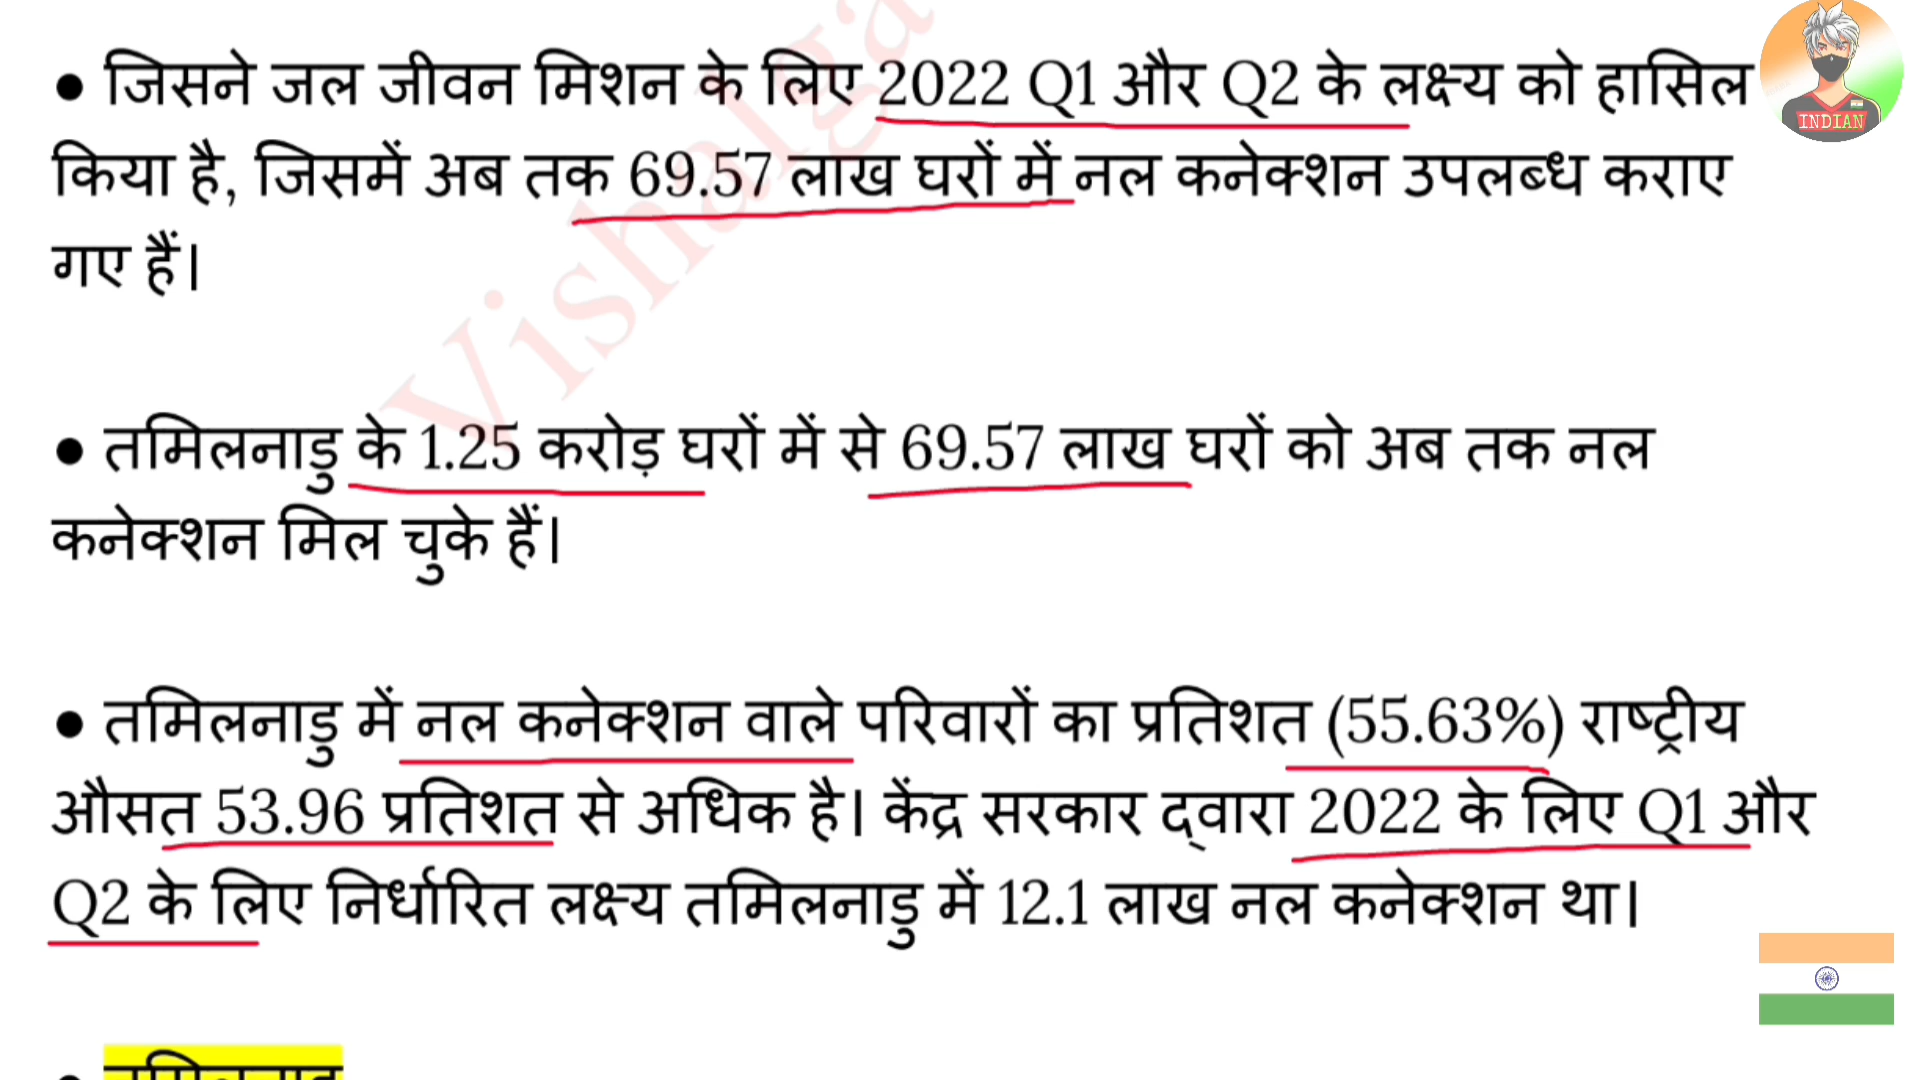 ● जिसने जल जीवन मिशन के लिए 2022 Q1 और Q2 के लक्ष्य को हासिल
किया है, जिसमें अब तक 69.57 लाख घरों में नल कनेक्शन उपलब्ध कराए
गए हैं।
● तमिलनाडु के 1.25 करोड़ घरों में से 69.57 लाख घरों को अब तक नल
कनेक्शन मिल चुके हैं।
● तमिलनाडु में नल कनेक्शन वाले परिवारों का प्रतिशत (55.63%) राष्ट्रीय
औसत 53.96 प्रतिशत से अधिक है। केंद्र सरकार द्वारा 2022 के लिए Q1 और
Q2 के लिए निर्धारित लक्ष्य तमिलनाडु में 12.1 लाख नल कनेक्शन था।
INDIAN